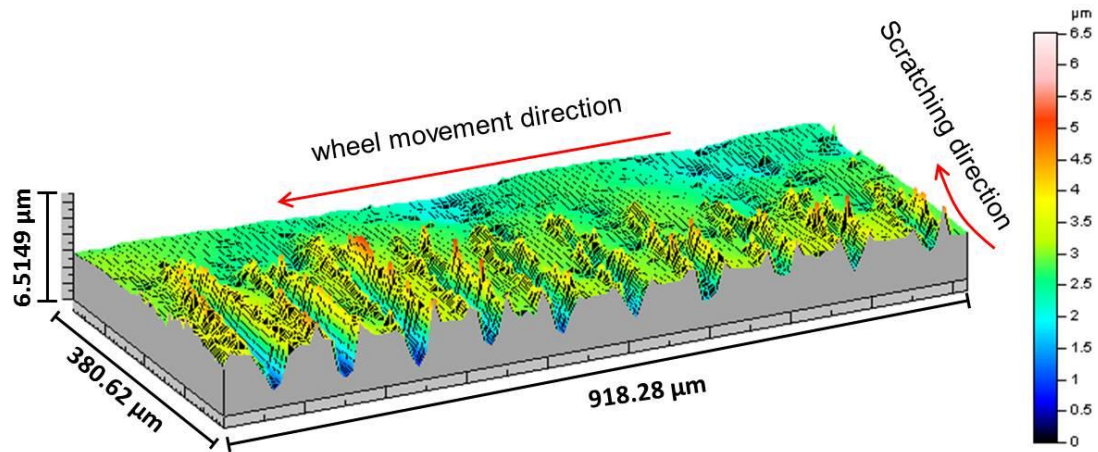 wheel movement direction
Scratching direction
6.5149 µm
380.62 µm
918.28 µm
µm
6.5
6
5.5
5
4.5
4
3.5
3
2.5
2
1.5
1
0.5
0